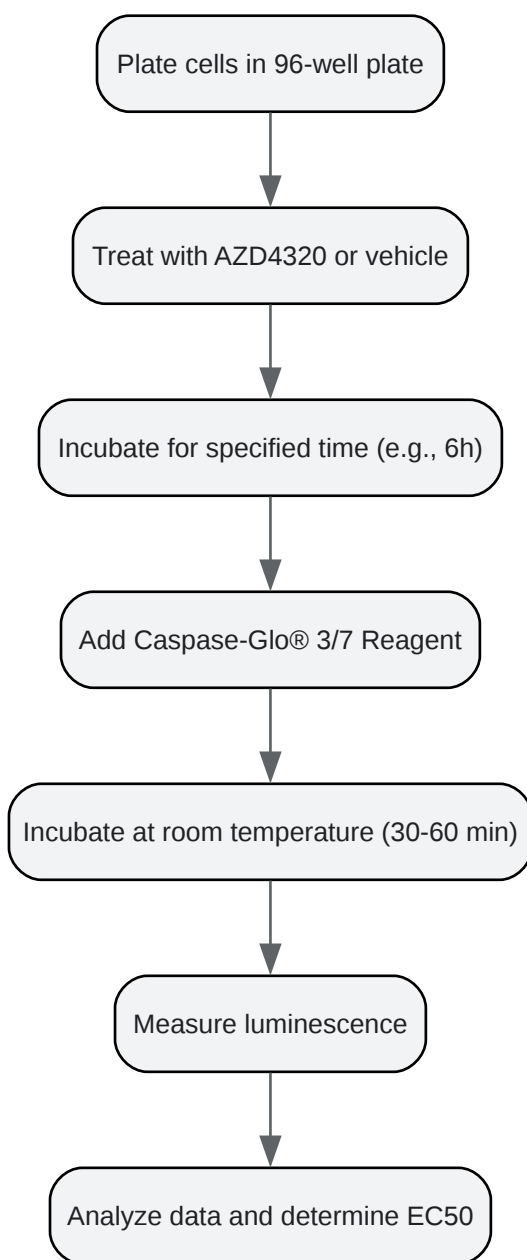 Plate cells in 96-well plate
Treat with AZD4320 or vehicle
Incubate for specified time (e.g., 6h)
Add Caspase-Glo® 3/7 Reagent
Incubate at room temperature (30-60 min)
Measure luminescence
Analyze data and determine EC50